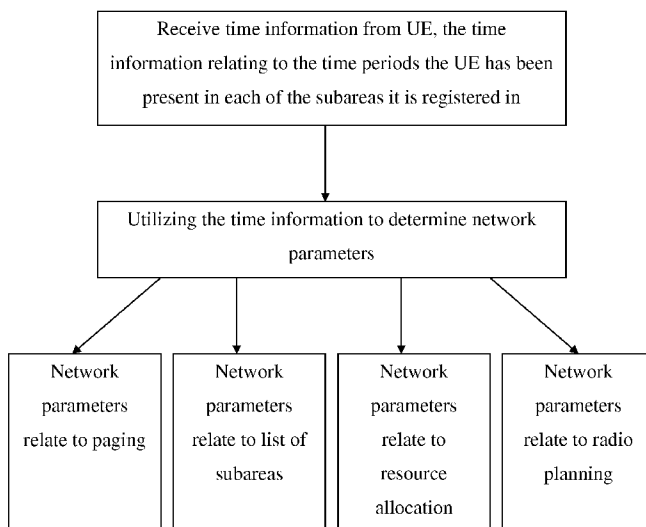 Receive time information from UE, the time
information relating to the time periods the UE has been
present in each of the subareas it is registered in
Utilizing the time information to determine network
parameters
Network
parameters
relate to paging
Network
parameters
relate to list of
subareas
Network
parameters
relate to
resource
allocation
Network
parameters
relate to radio
planning